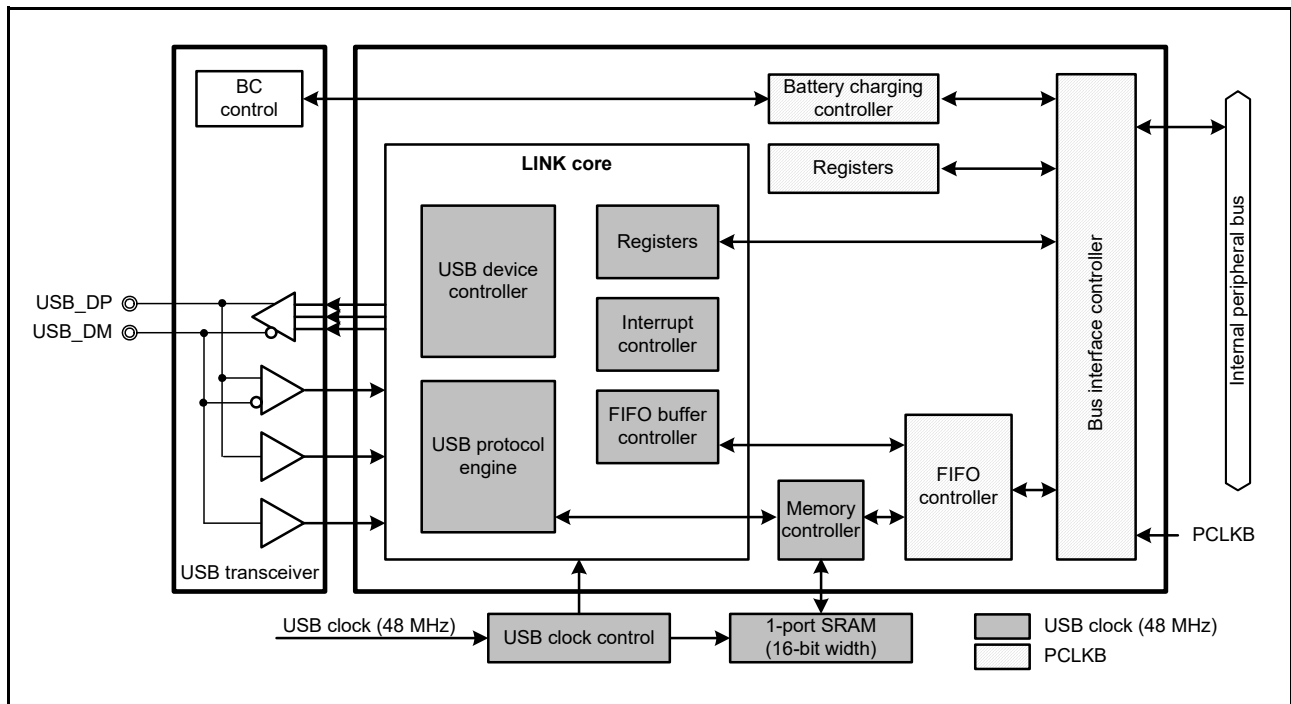 BC
control
Battery charging
controller
LINK core
Registers
USB device
controller
Registers
Interrupt
controller
FIFO buffer
controller
USB protocol
engine
Memory
controller
FIFO
controller
Bus interface controller
Internal peripheral bus
USB_DP
USB_DM
USB transceiver
PCLKB
USB clock (48 MHz)
USB clock control
1-port SRAM
(16-bit width)
USB clock (48 MHz)
PCLKB